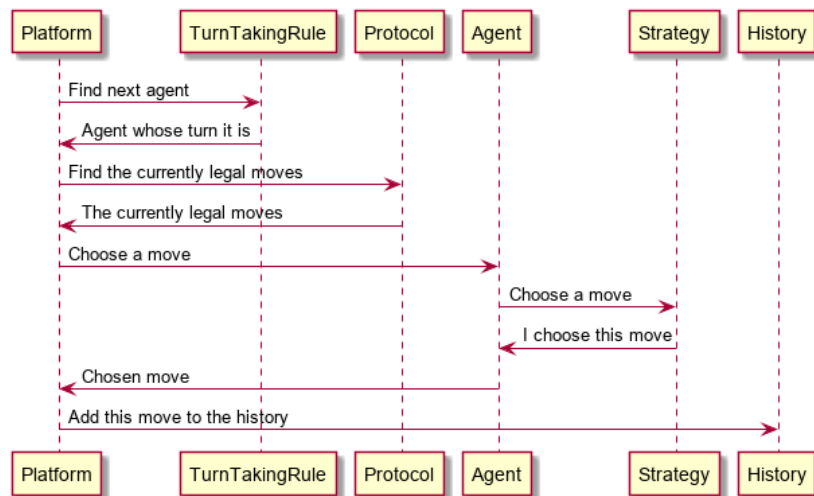 Platform TurnTakingRule Protocol Agent Strategy History
Find next agent
Agent whose turn it is
Find the currently legal moves
The currently legal moves
Choose a move
Choose a move
I choose this move
Chosen move
Add this move to the history
Platform TurnTakingRule Protocol Agent Strategy History